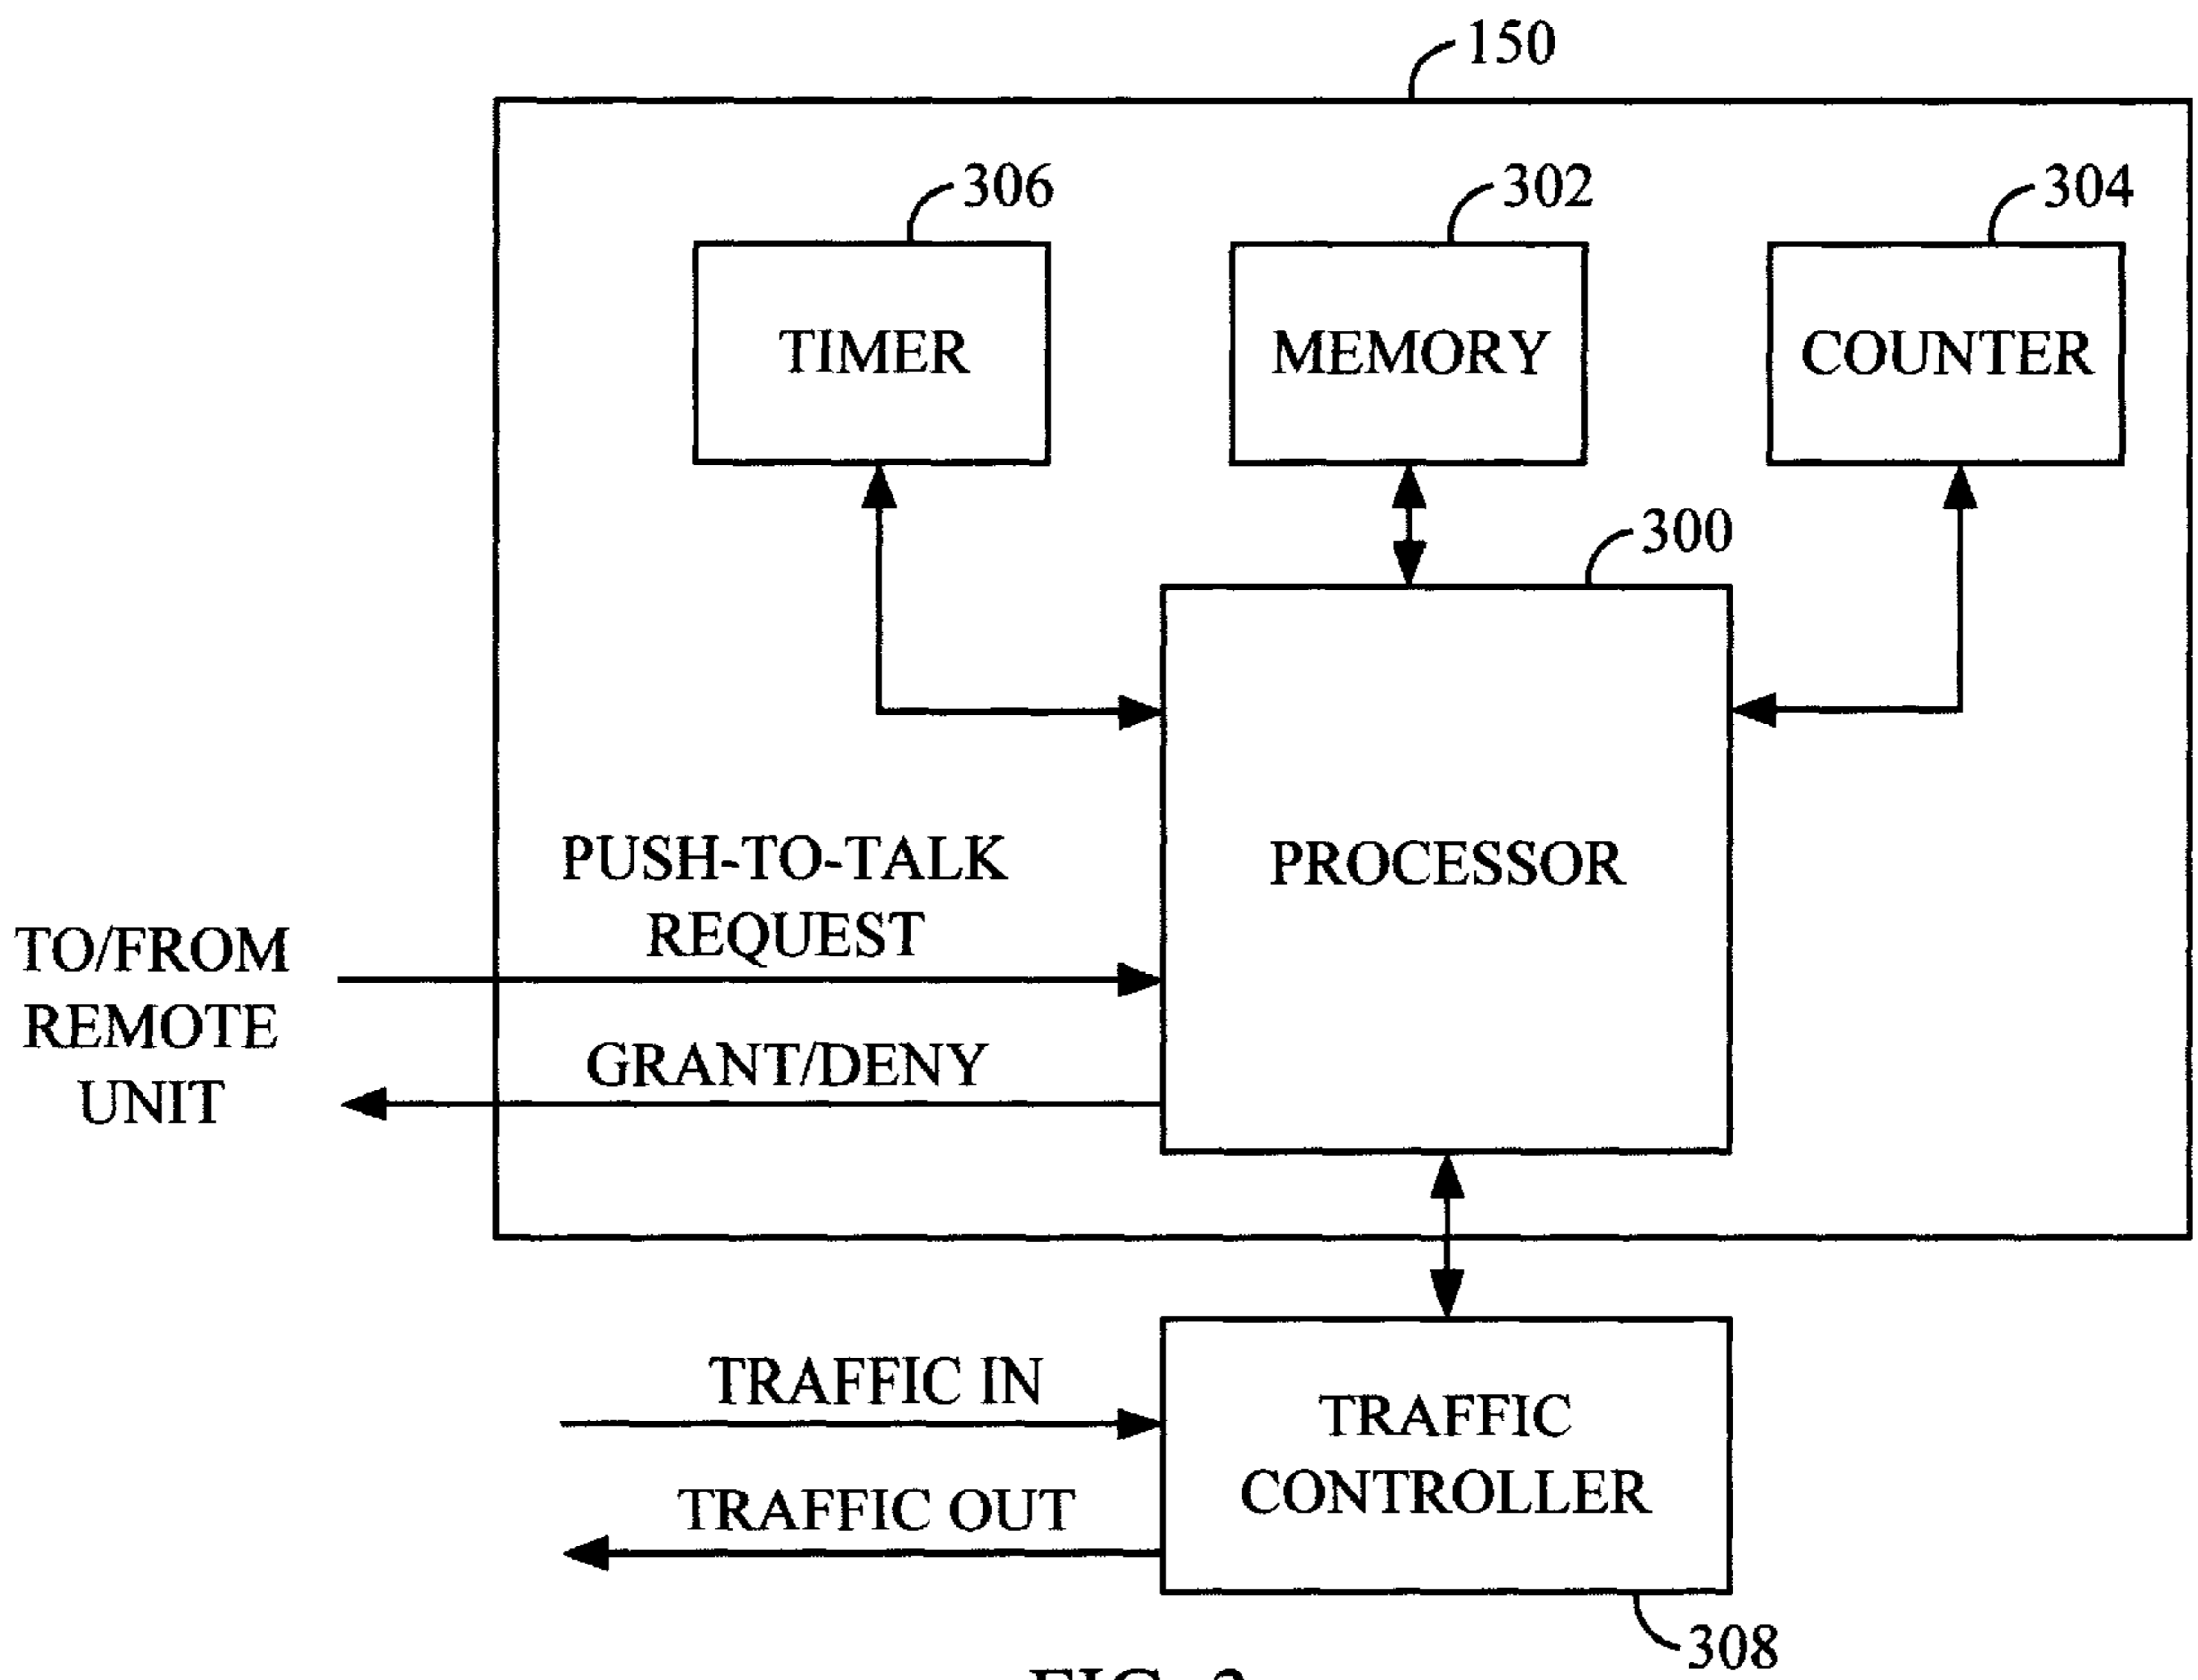 150
306
302
304
TIMER
MEMORY
COUNTER
300
PROCESSOR
PUSH-TO-TALK
REQUEST
TO/FROM
REMOTE
UNIT
GRANT/DENY
TRAFFIC IN
TRAFFIC OUT
TRAFFIC
CONTROLLER
308